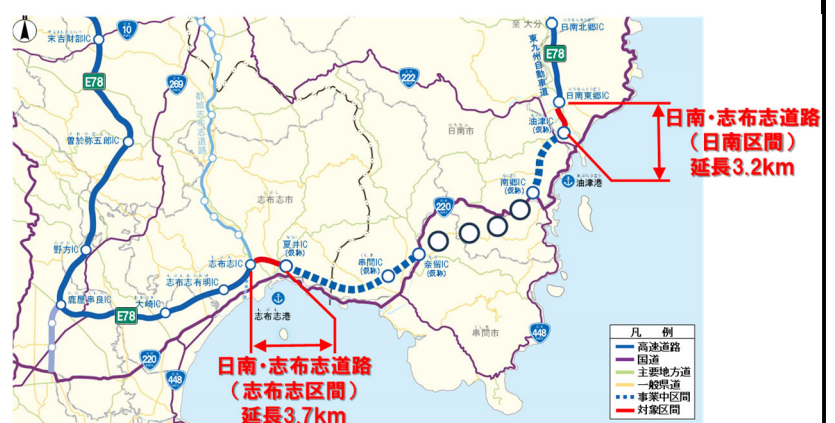 N
10
末吉財部IC
E78
269
都城志布志道路
曽於弥五郎IC
222
至 大分
日南北郷IC
E78
東九州自動車道
日南東郷IC
日南市
油津IC
(仮称)
日南・志布志道路
(日南区間)
延長3.2km
南郷IC
(仮称)
油津港
志布志市
220
野方IC
志布志IC
夏井IC
(仮称)
串間IC
(仮称)
奈留IC
(仮称)
志布志有明IC
鹿屋串良IC
大崎IC
E78
志布志港
串間市
448
220
448
日南・志布志道路
(志布志区間)
延長3.7km
凡 例
高速道路
国道
主要地方道
一般県道
事業中区間
対象区間